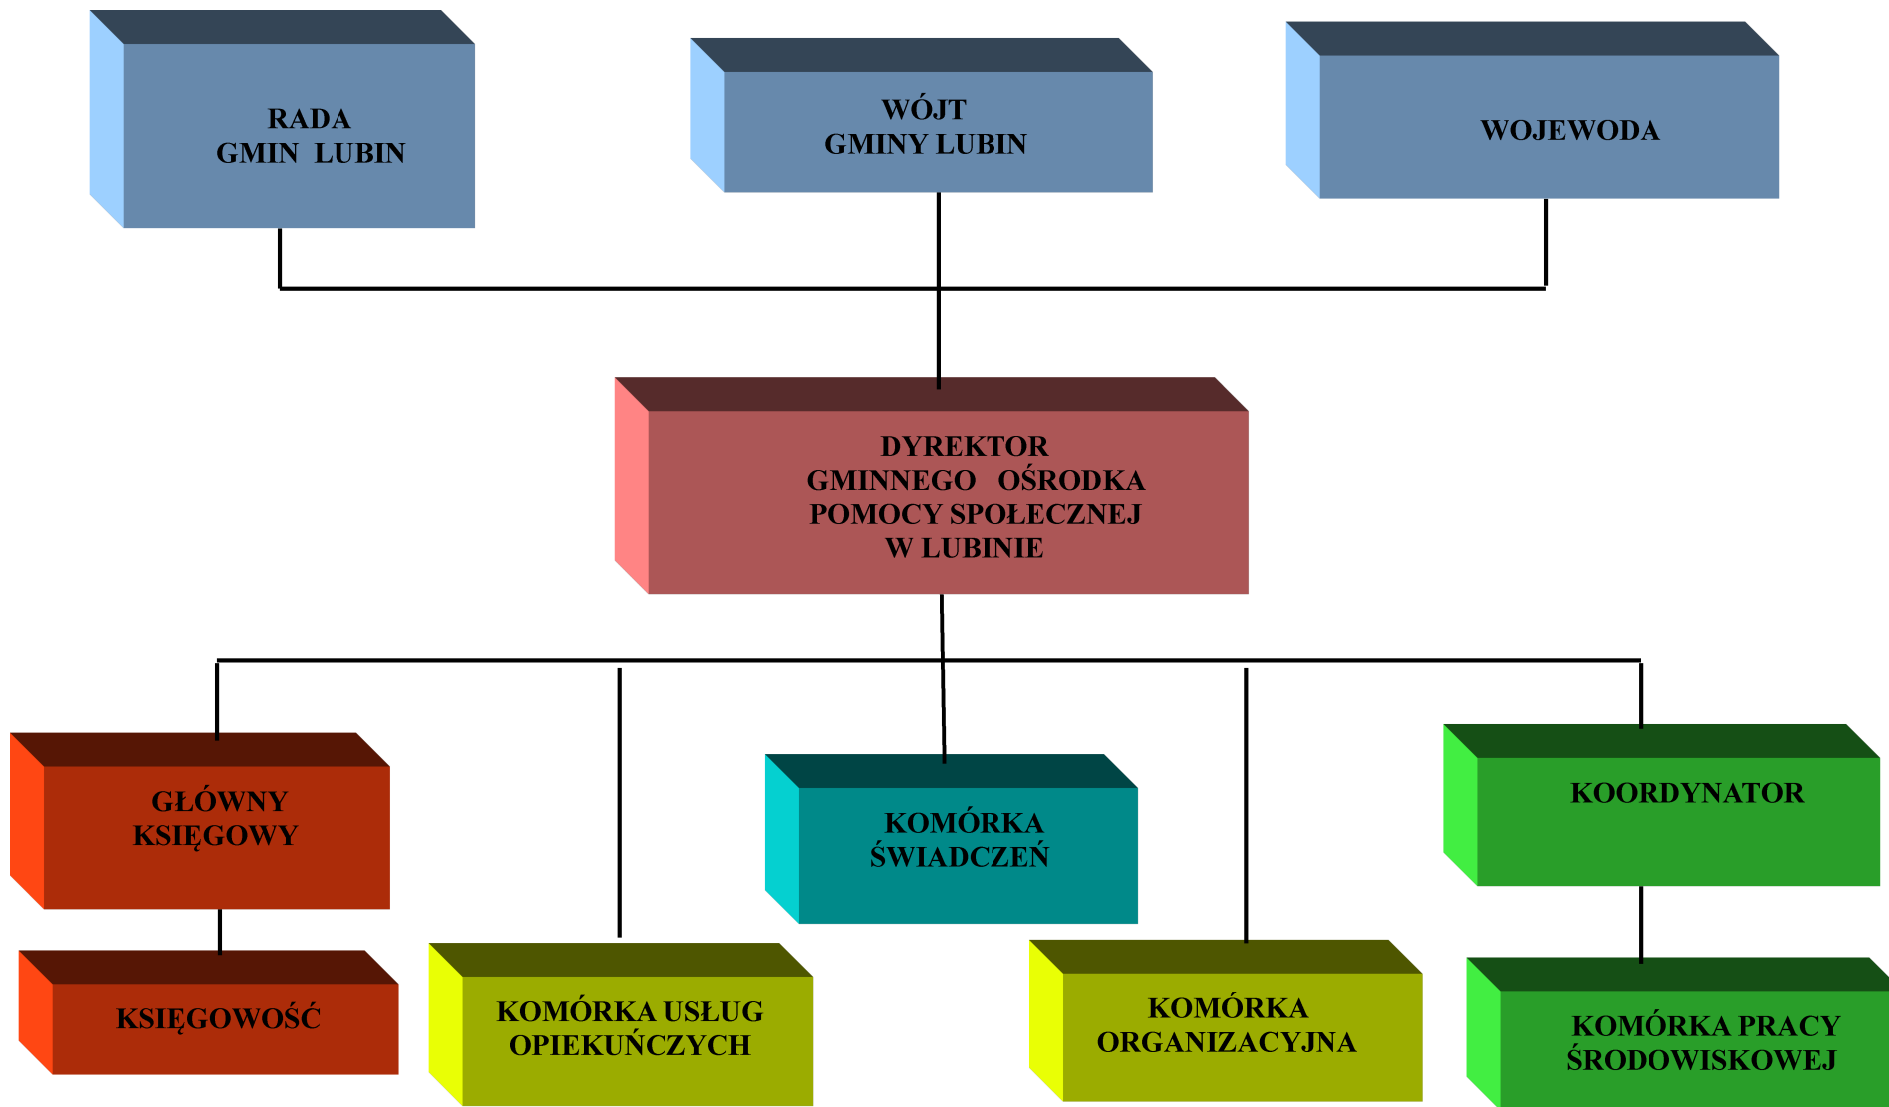 RADA
GMIN LUBIN
WÓJT
GMINY LUBIN
WOJEWODA
DYREKTOR
GMINNEGO OŚRODKA
POMOCY SPOŁECZNEJ
W LUBINIE
GŁÓWNY
KSIĘGOWY
KOMÓRKA
ŚWIADCZEŃ
KOORDYNATOR
KSIĘGOWOŚĆ
KOMÓRKA USŁUG
OPIEKUŃCZYCH
KOMÓRKA
ORGANIZACYJNA
KOMÓRKA PRACY
ŚRODOWISKOWEJ